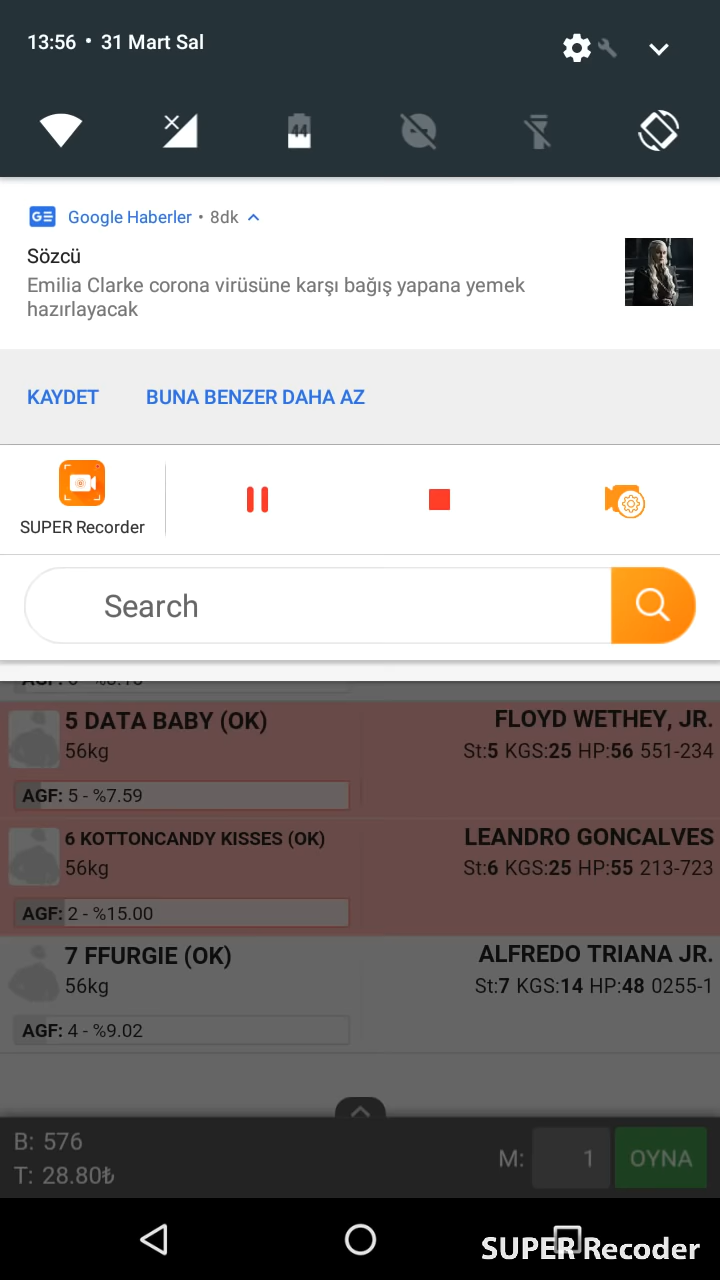 13:56 • 31 Mart Sal
44
GE Google Haberler • 8dk
Sözcü
Emilia Clarke corona virüsüne karşı bağış yapana yemek
hazırlayacak
KAYDET BUNA BENZER DAHA AZ
SUPER Recorder
Search
5 DATA BABY (OK) FLOYD WETHEY, JR.
56kg St:5 KGS:25 HP:56 551-234
AGF: 5 - %7.59
6 KOTTONCANDY KISSES (OK) LEANDRO GONCALVES
56kg St:6 KGS:25 HP:55 213-723
AGF: 2 - %15.00
7 FFURGIE (OK) ALFREDO TRIANA JR.
56kg St:7 KGS:14 HP:48 0255-1
AGF: 4 - %9.02
B: 576
T: 28.80₺
M: 1 OYNA
SUPER Recoder